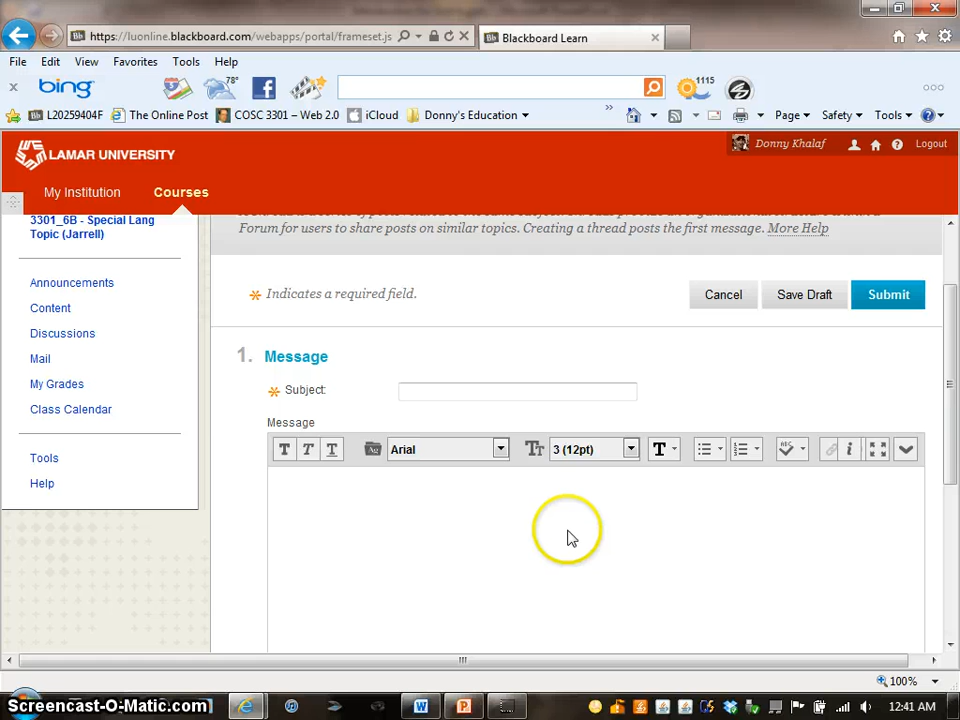 https://luonline.blackboard.com/webapps/portal/frameset.js
Blackboard Learn
File Edit View Favorites Tools Help
bing
78°
1115
L20259404F
The Online Post
COSC 3301 – Web 2.0
iCloud
Donny's Education
Page
Safety
Tools
LAMAR UNIVERSITY
Donny Khalaf
Logout
My Institution
Courses
3301_6B - Special Lang
Topic (Jarrell)
Announcements
Content
Discussions
Mail
My Grades
Class Calendar
Tools
Help
Forum for users to share posts on similar topics. Creating a thread posts the first message. More Help
Indicates a required field.
Cancel
Save Draft
Submit
1. Message
Subject:
Message
T T T
Arial
3 (12pt)
T
ABC
100%
Screencast-O-Matic.com
12:41 AM